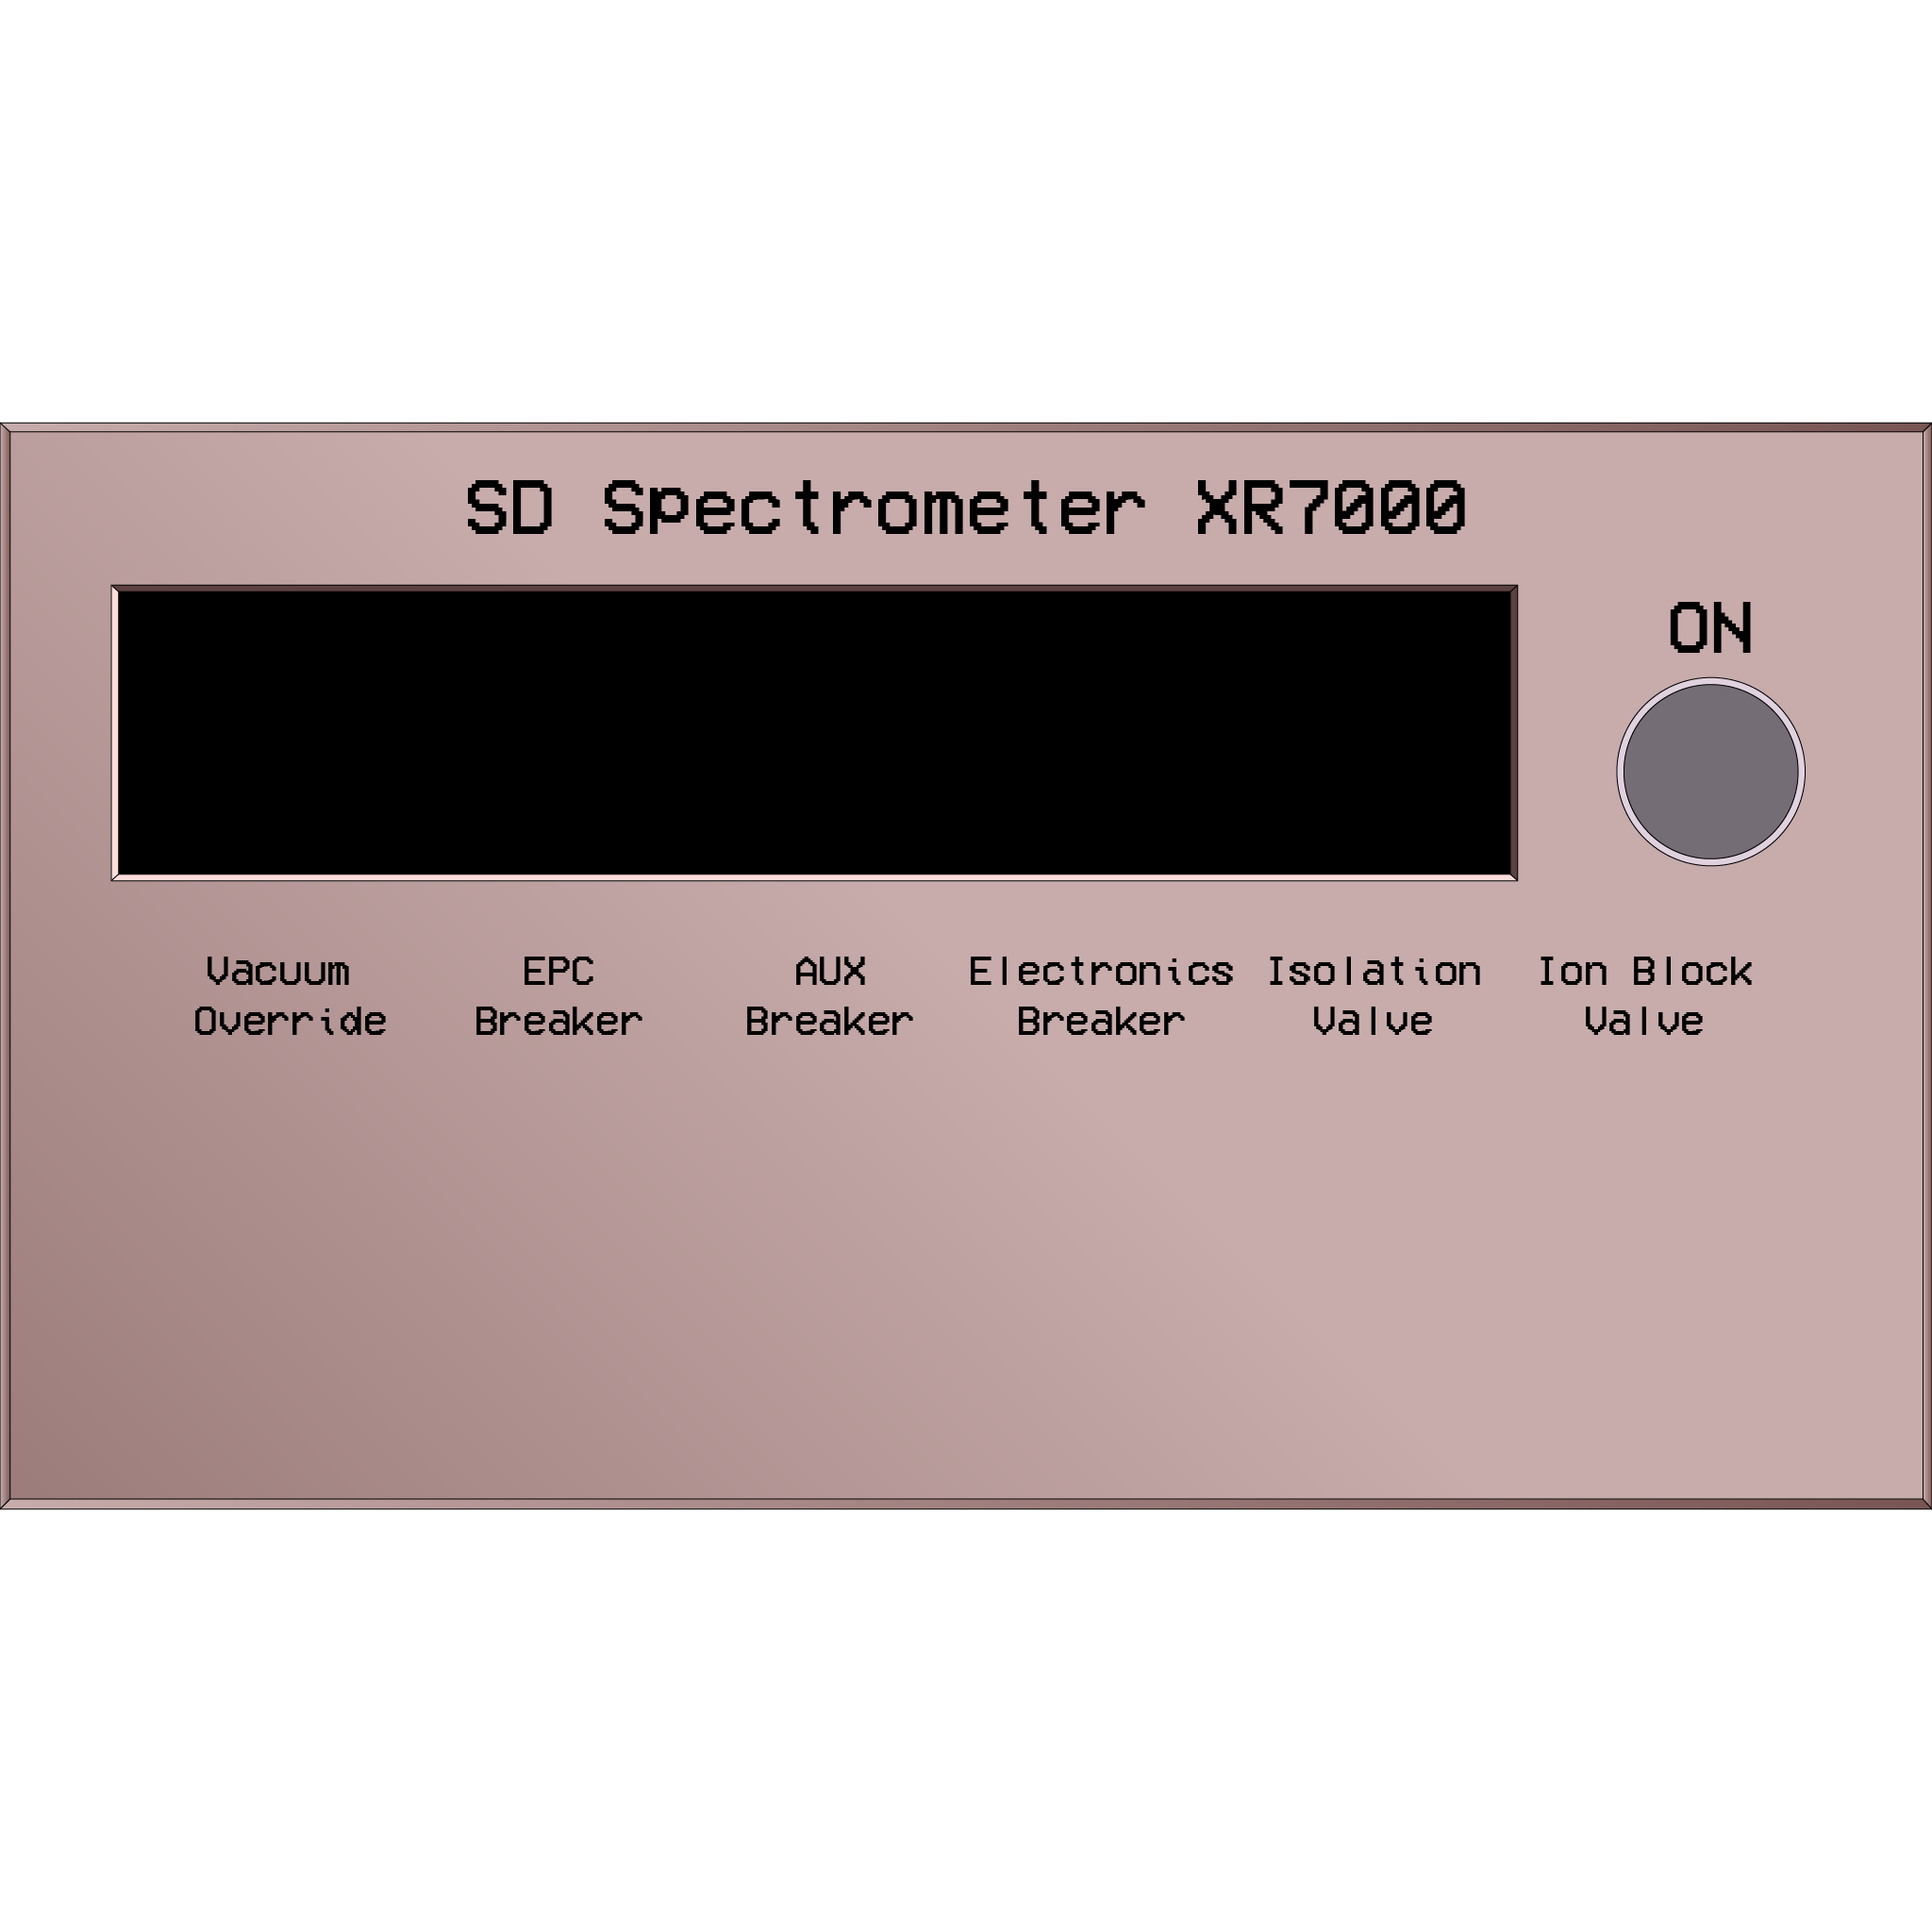 SD Spectrometer XR7000
ON
Vacuum Override
EPC Breaker
AUX Breaker
Electronics Breaker
Isolation Valve
Ion Block Valve